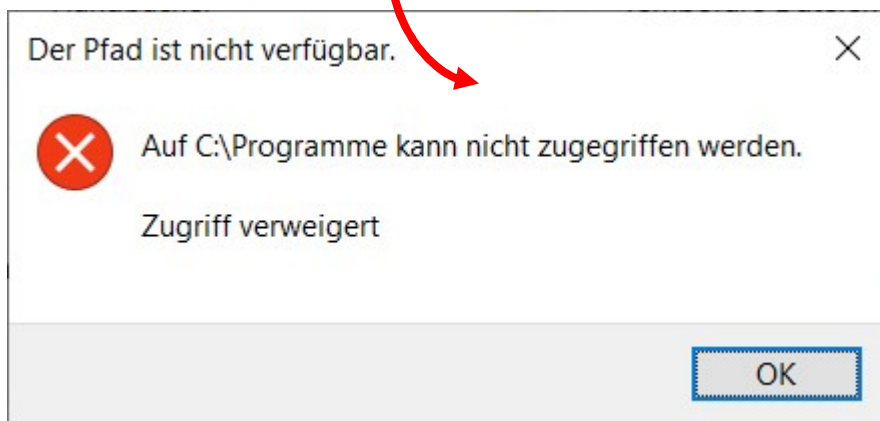 Der Pfad ist nicht verfügbar.
Auf C:\Programme kann nicht zugegriffen werden.
Zugriff verweigert
OK